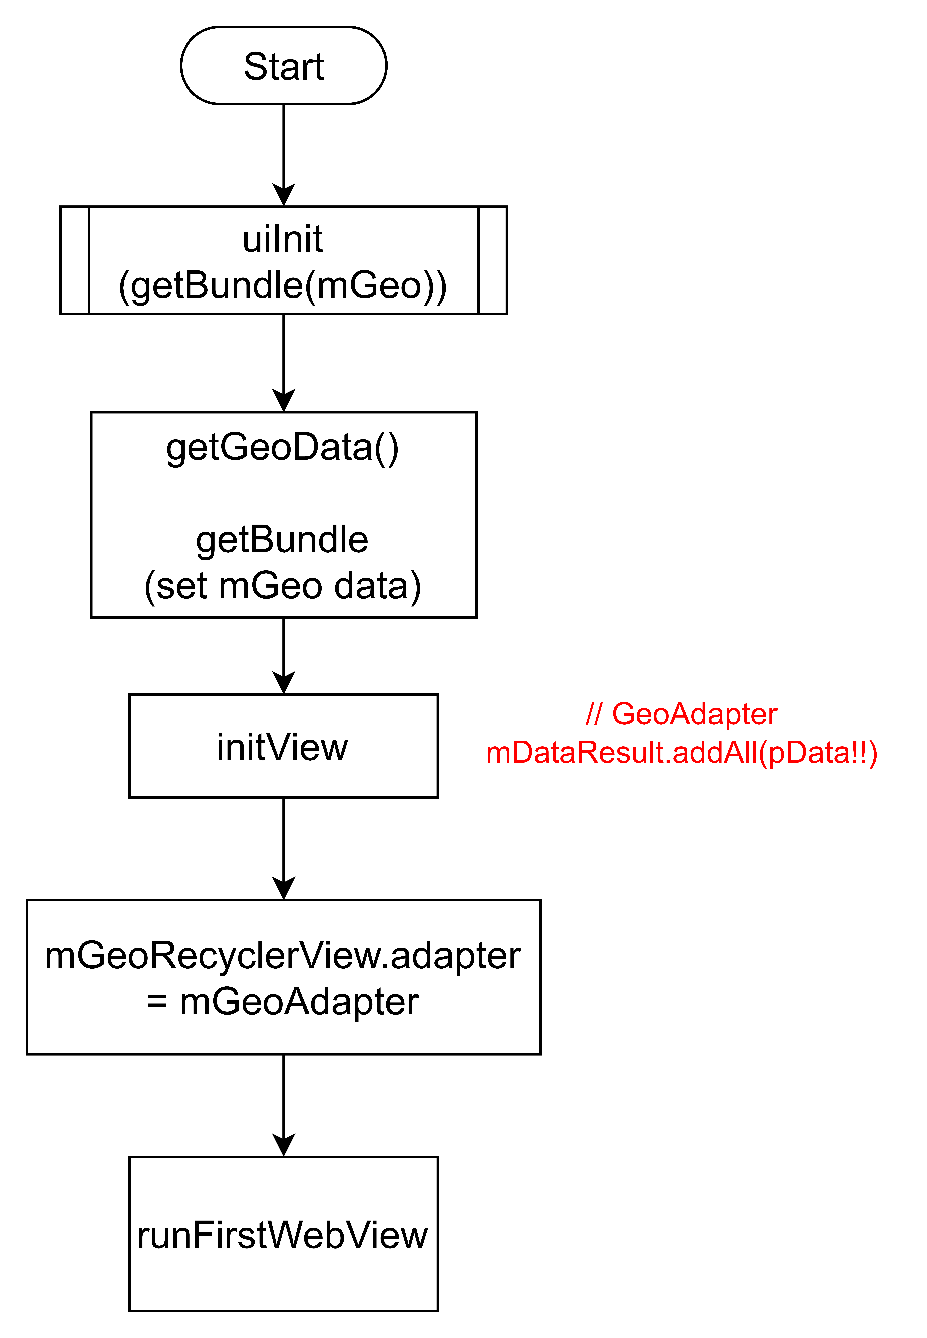 Start
uiInit
(getBundle(mGeo))
getGeoData()
getBundle
(set mGeo data)
initView
// GeoAdapter
mDataResult.addAll(pData!!)
mGeoRecyclerView.adapter
= mGeoAdapter
runFirstWebView